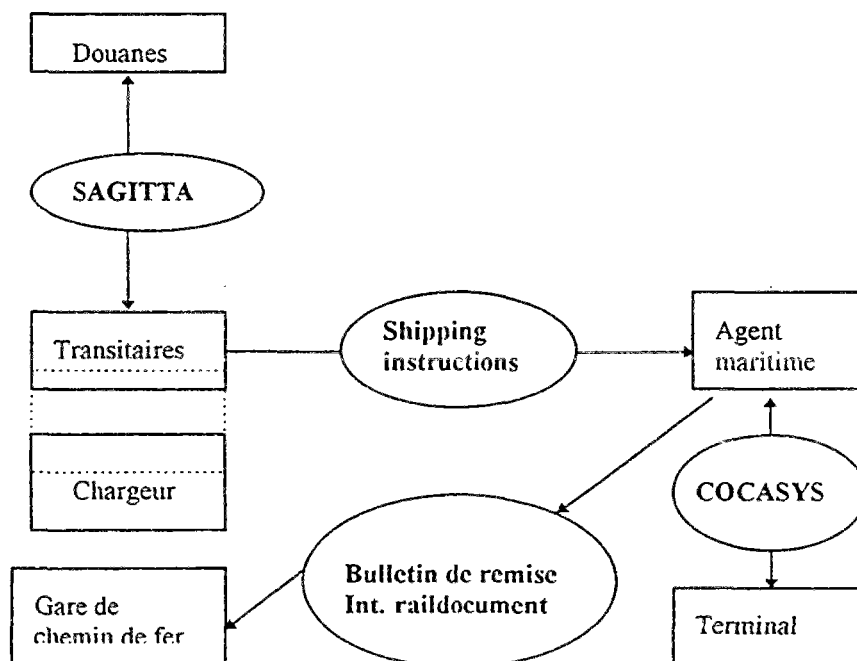 Douanes
SAGITTA
Transitaires
Shipping
instructions
Agent
maritime
Chargeur
COCASYS
Bulletin de remise
Int. raildocument
Gare de
chemin de fer
Terminal